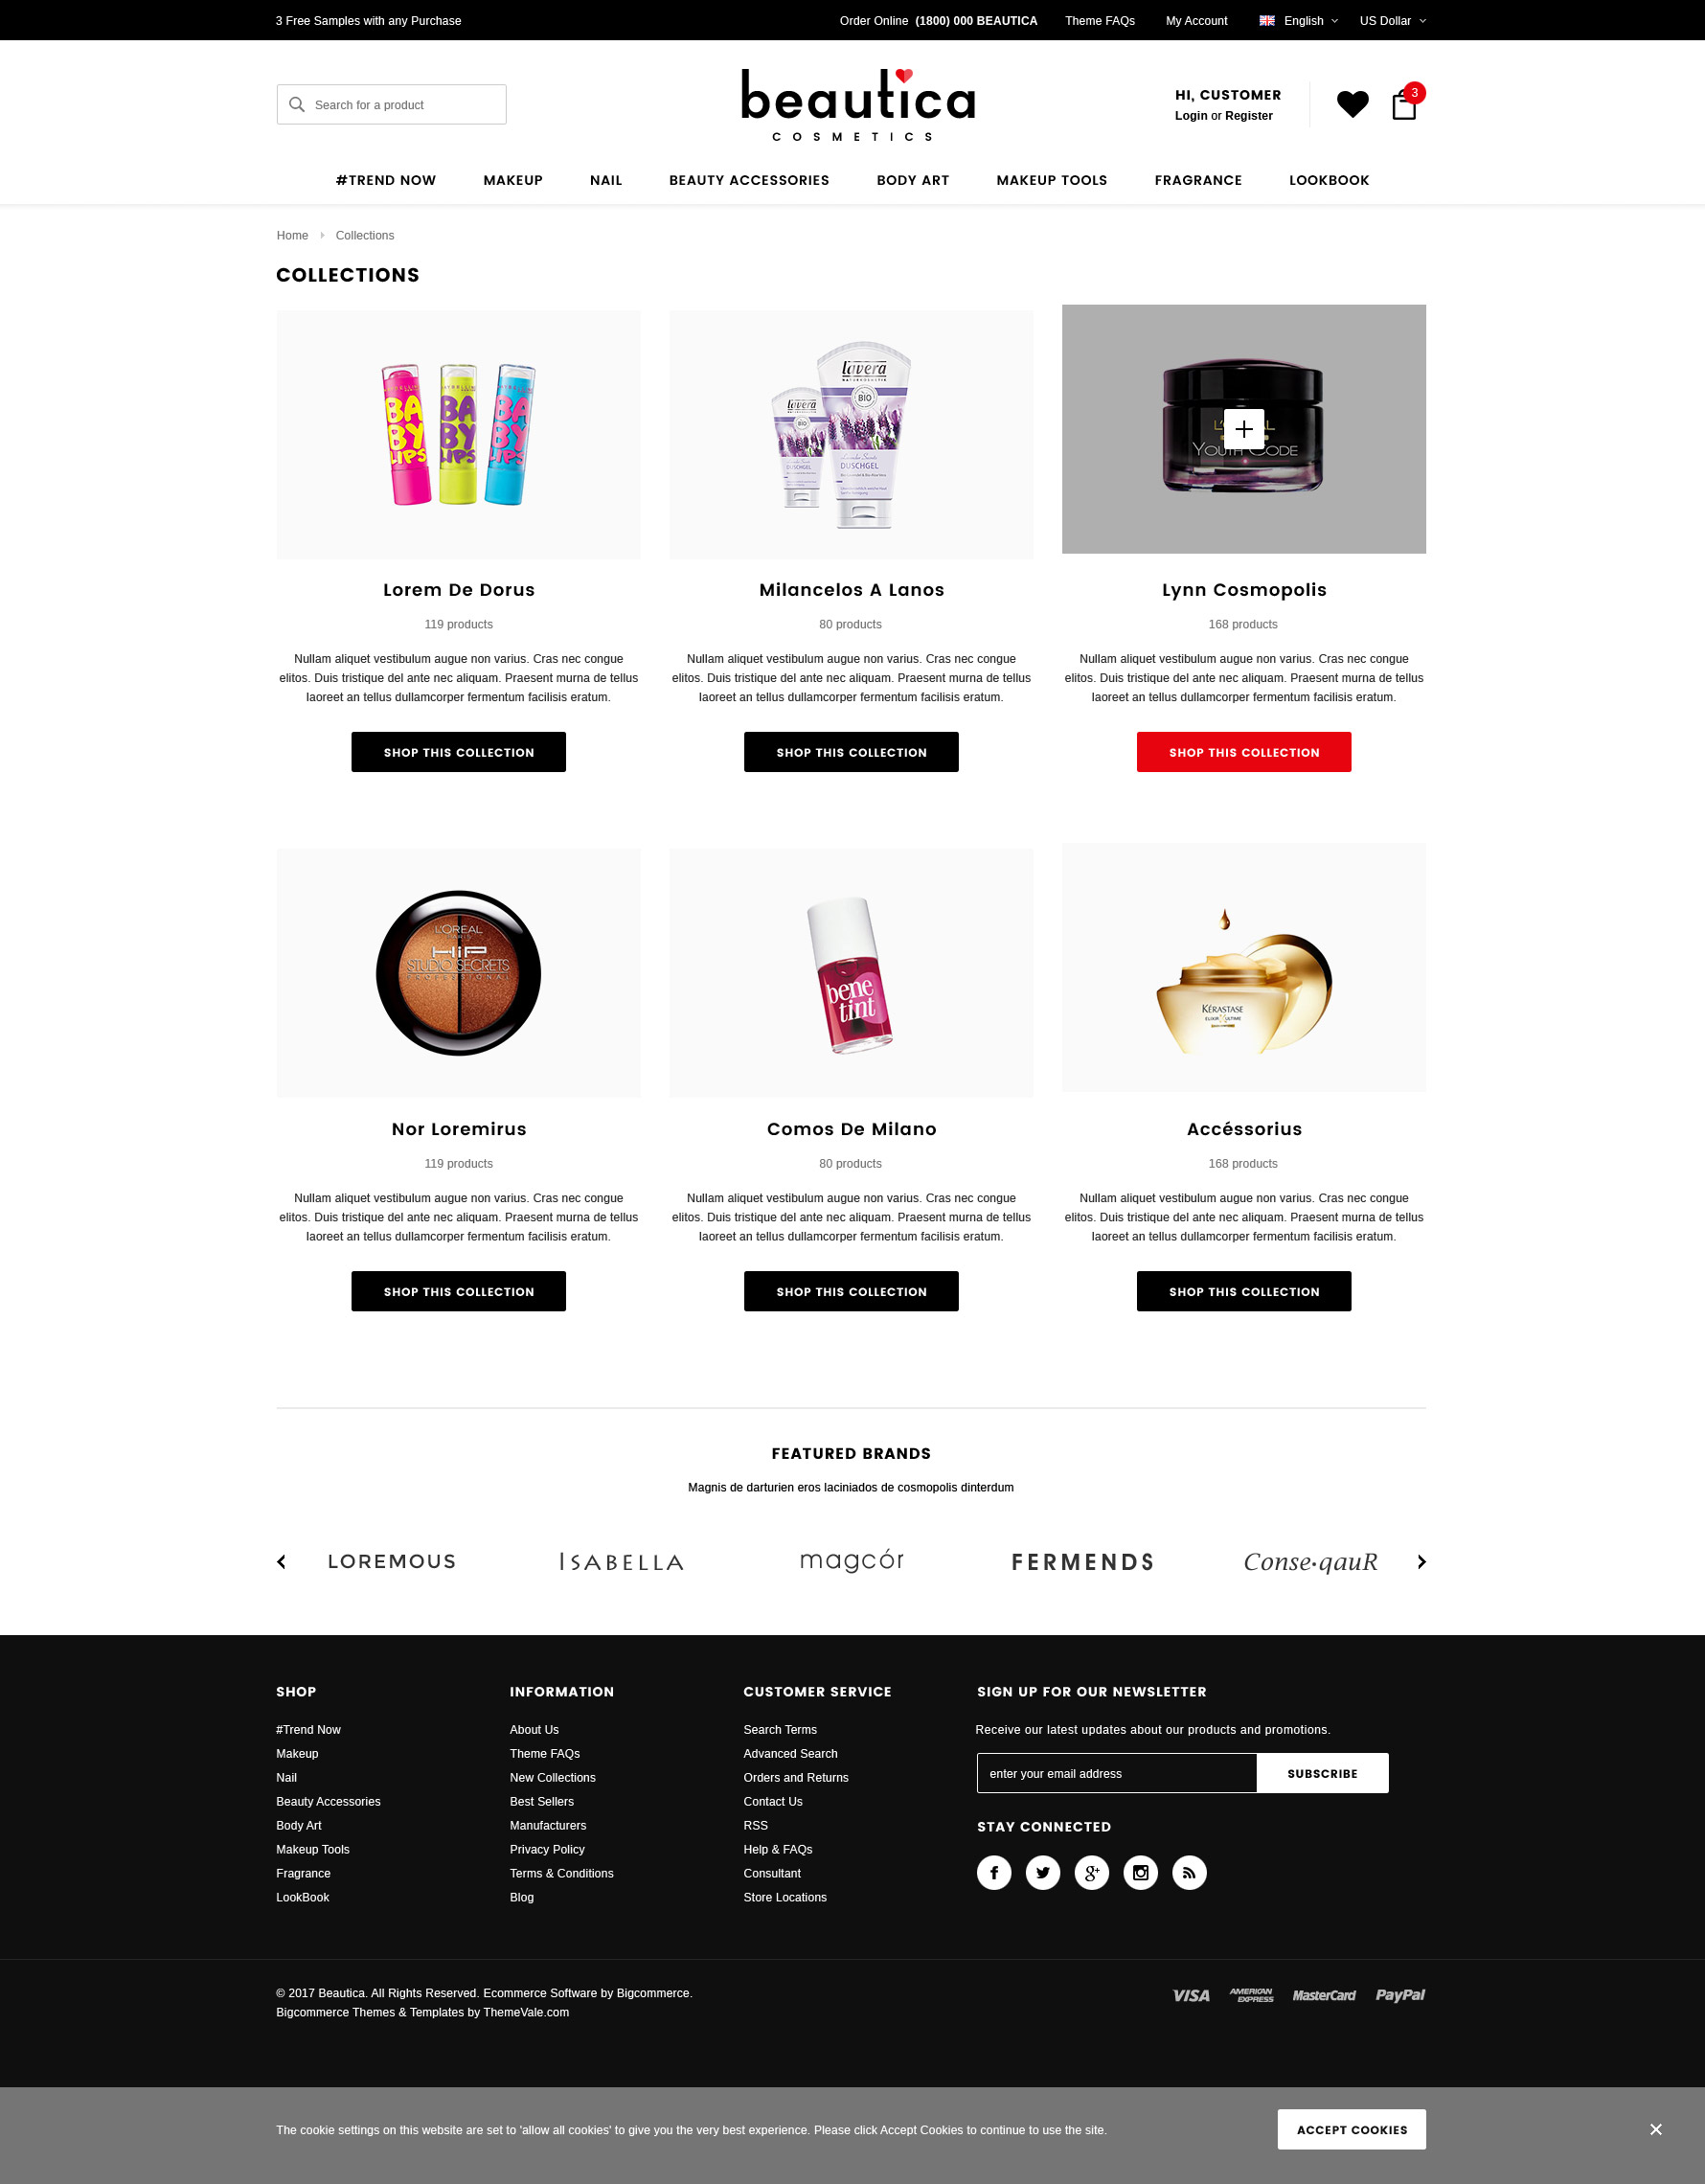 3 Free Samples with any Purchase
Order Online (1800) 000 BEAUTICA
Theme FAQs
My Account
English
US Dollar
Search for a product
beautica
COSMETICS
HI, CUSTOMER
Login or Register
3
#TREND NOW
MAKEUP
NAIL
BEAUTY ACCESSORIES
BODY ART
MAKEUP TOOLS
FRAGRANCE
LOOKBOOK
Home
Collections
COLLECTIONS
BABY LIPS
BABY LIPS
BABY LIPS
lavera
NATURKOSMETIK
BIO
DUSCHGEL
lavera
BIO
DUSCHGEL
YOUTH CODE
Lorem De Dorus
119 products
Nullam aliquet vestibulum augue non varius. Cras nec congue
elitos. Duis tristique del ante nec aliquam. Praesent murna de tellus
laoreet an tellus dullamcorper fermentum facilisis eratum.
SHOP THIS COLLECTION
Milancelos A Lanos
80 products
Nullam aliquet vestibulum augue non varius. Cras nec congue
elitos. Duis tristique del ante nec aliquam. Praesent murna de tellus
laoreet an tellus dullamcorper fermentum facilisis eratum.
SHOP THIS COLLECTION
Lynn Cosmopolis
168 products
Nullam aliquet vestibulum augue non varius. Cras nec congue
elitos. Duis tristique del ante nec aliquam. Praesent murna de tellus
laoreet an tellus dullamcorper fermentum facilisis eratum.
SHOP THIS COLLECTION
L'ORÉAL
PARIS
HiP
STUDIO SECRETS
PROFESSIONAL
benetint
KÉRASTASE
ELIXIR ULTIME
Nor Loremirus
119 products
Nullam aliquet vestibulum augue non varius. Cras nec congue
elitos. Duis tristique del ante nec aliquam. Praesent murna de tellus
laoreet an tellus dullamcorper fermentum facilisis eratum.
SHOP THIS COLLECTION
Comos De Milano
80 products
Nullam aliquet vestibulum augue non varius. Cras nec congue
elitos. Duis tristique del ante nec aliquam. Praesent murna de tellus
laoreet an tellus dullamcorper fermentum facilisis eratum.
SHOP THIS COLLECTION
Accéssorius
168 products
Nullam aliquet vestibulum augue non varius. Cras nec congue
elitos. Duis tristique del ante nec aliquam. Praesent murna de tellus
laoreet an tellus dullamcorper fermentum facilisis eratum.
SHOP THIS COLLECTION
FEATURED BRANDS
Magnis de darturien eros laciniados de cosmopolis dinterdum
LOREMOUS
ISABELLA
magcór
FERMENDS
Conse·qauR
SHOP
#Trend Now
Makeup
Nail
Beauty Accessories
Body Art
Makeup Tools
Fragrance
LookBook
INFORMATION
About Us
Theme FAQs
New Collections
Best Sellers
Manufacturers
Privacy Policy
Terms & Conditions
Blog
CUSTOMER SERVICE
Search Terms
Advanced Search
Orders and Returns
Contact Us
RSS
Help & FAQs
Consultant
Store Locations
SIGN UP FOR OUR NEWSLETTER
Receive our latest updates about our products and promotions.
enter your email address
SUBSCRIBE
STAY CONNECTED
© 2017 Beautica. All Rights Reserved. Ecommerce Software by Bigcommerce.
Bigcommerce Themes & Templates by ThemeVale.com
VISA
AMERICAN EXPRESS
MasterCard
PayPal
The cookie settings on this website are set to 'allow all cookies' to give you the very best experience. Please click Accept Cookies to continue to use the site.
ACCEPT COOKIES